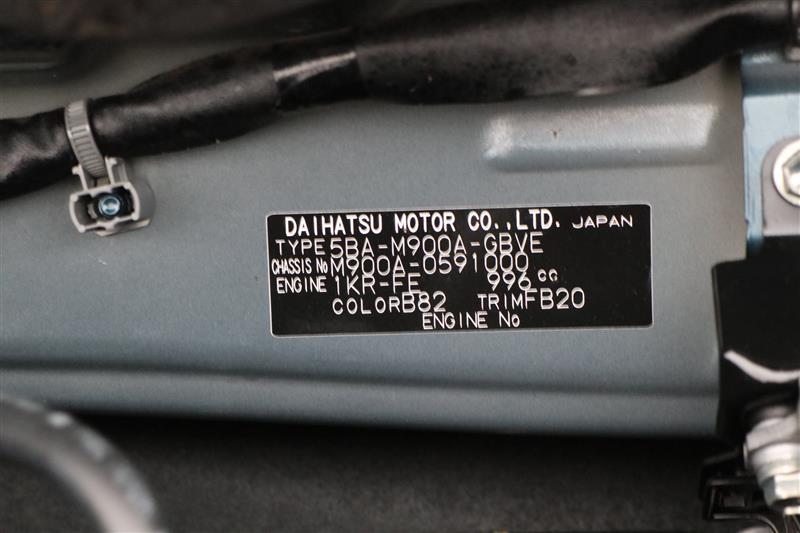 DAIHATSU MOTOR CO.,LTD. JAPAN
TYPE 5BA-M900A-GBVE
CHASSIS No M900A-0591000
ENGINE 1KR-FE 996 cc
COLOR B82 TRIM FB20
ENGINE No